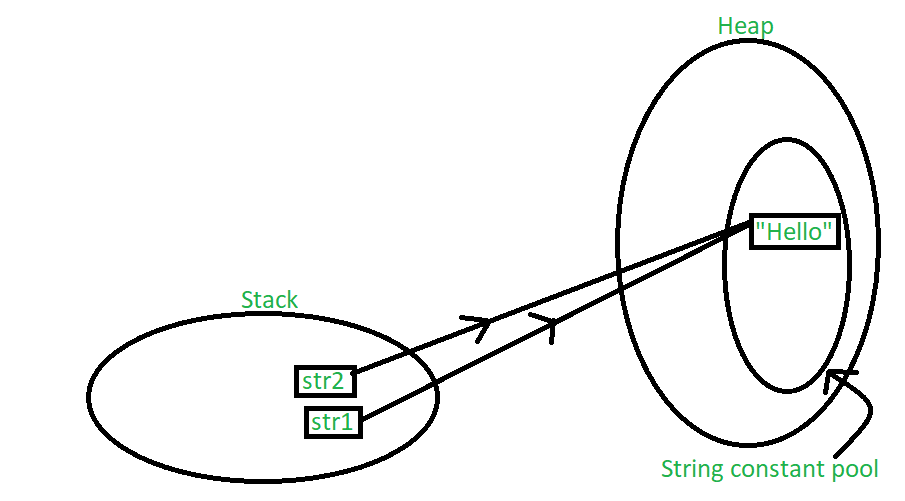 Heap
"Hello"
Stack
str2
str1
String constant pool